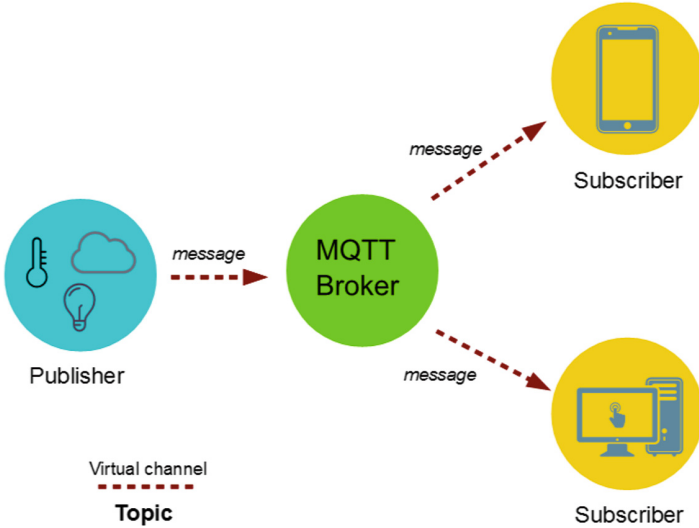 message
Subscriber
message
MQTT
Broker
Publisher
message
Virtual channel
Topic
Subscriber